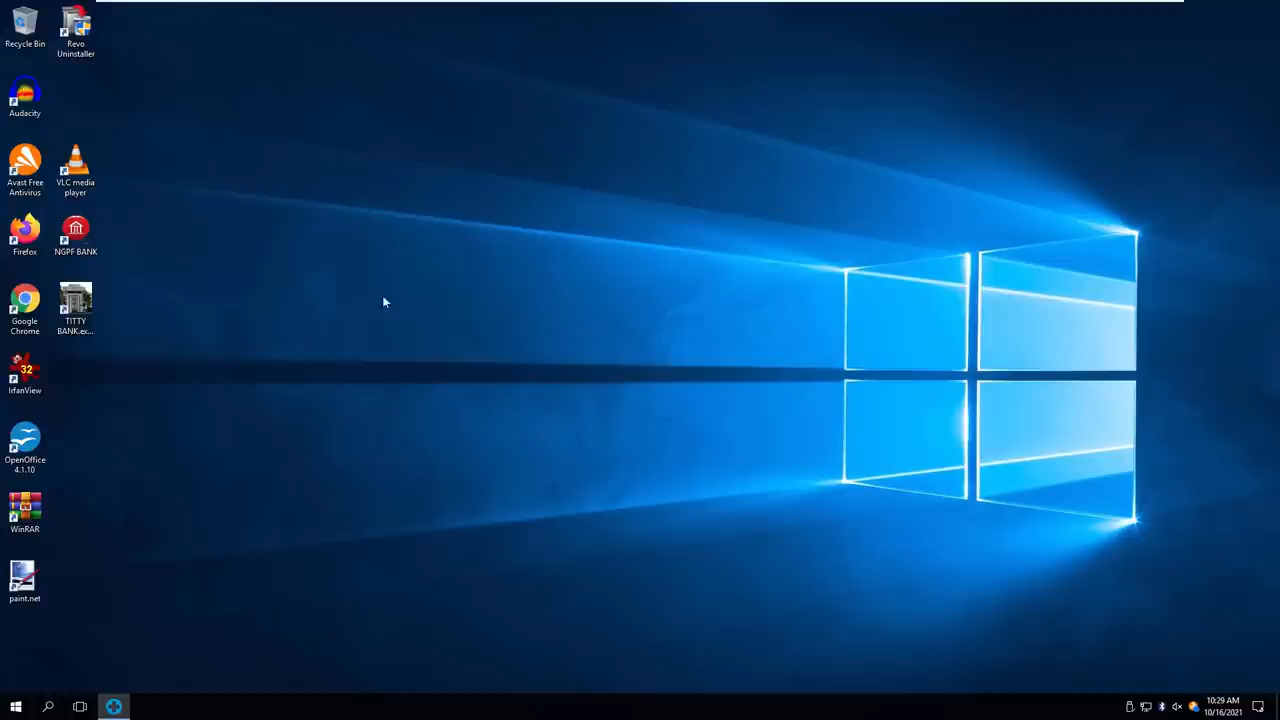 Recycle Bin
Revo
Uninstaller
Audacity
Avast Free
Antivirus
VLC media
player
Firefox
NGPF BANK
Google
Chrome
TITTY
BANK.ex...
32
IrfanView
OpenOffice
4.1.10
WinRAR
paint.net
10:29 AM
10/16/2021